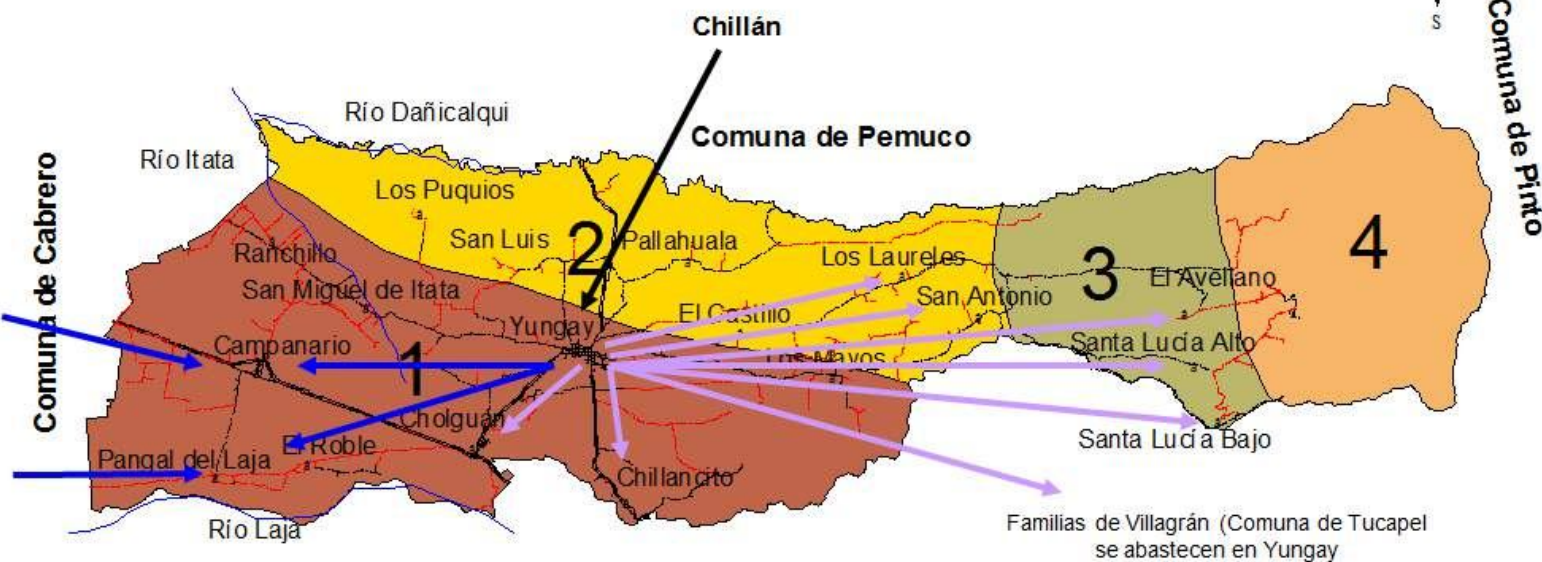 S
Chillán
Comuna de Pinto
Río Dañicalqui
Comuna de Pemuco
Río Itata
Comuna de Cabrero
Los Puquios
San Luis
2
Pallahuala
4
Ranchillo
Los Laureles
3
El Avellano
San Miguel de Itata
San Antonio
El Castillo
Yungay
Campanario
1
Los Mayos
Santa Lucía Alto
Cholguán
El Roble
Pangal del Laja
Santa Lucía Bajo
Chillancito
Río Laja
Familias de Villagrán (Comuna de Tucapel
se abastecen en Yungay